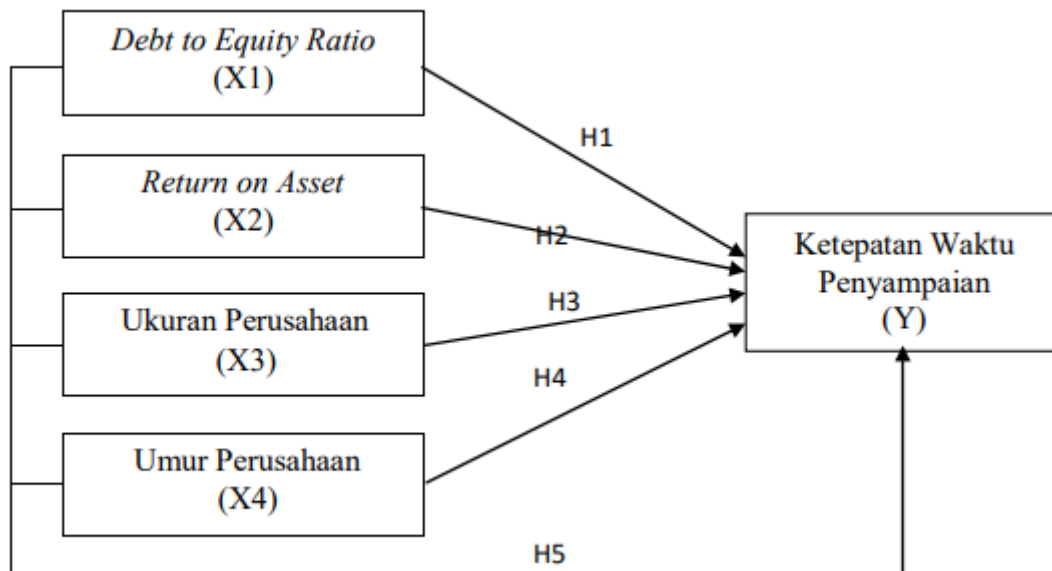 Debt to Equity Ratio
(X1)
H1
Return on Asset
(X2)
H2
Ketepatan Waktu
Penyampaian
(Y)
Ukuran Perusahaan
(X3)
H3
H4
Umur Perusahaan
(X4)
H5